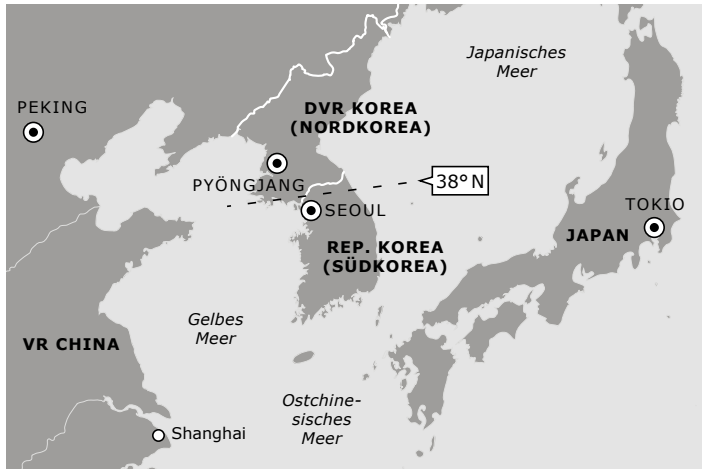 Japanisches
Meer
PEKING
DVR KOREA
(NORDKOREA)
PYÖNGJANG
38° N
SEOUL
TOKIO
JAPAN
REP. KOREA
(SÜDKOREA)
Gelbes
Meer
VR CHINA
Ostchine-
sisches
Meer
Shanghai